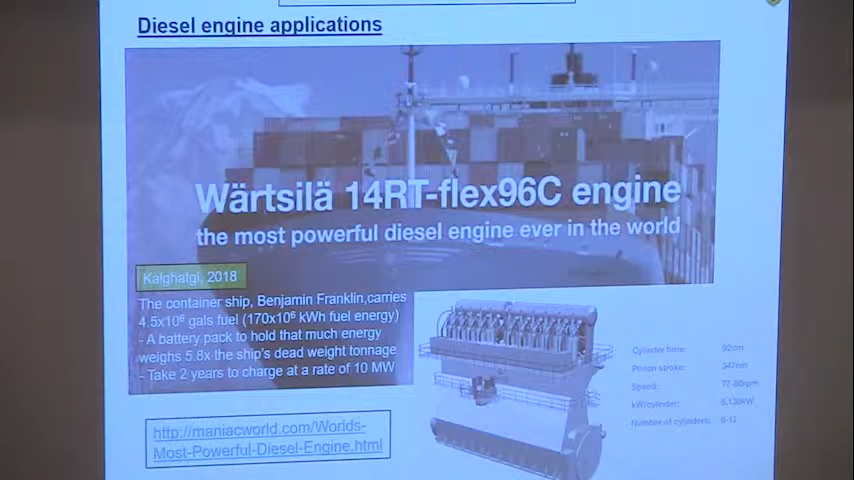 Diesel engine applications
Wärtsilä 14RT-flex96C engine
the most powerful diesel engine ever in the world
Kalghatgi, 2018
The container ship, Benjamin Franklin,carries
4.5x10⁶ gals fuel (170x10⁶ kWh fuel energy)
- A battery pack to hold that much energy
weighs 5.8x the ship's dead weight tonnage
- Take 2 years to charge at a rate of 10 MW
http://maniacworld.com/Worlds-
Most-Powerful-Diesel-Engine.html
Cylinder bore:
Piston stroke:
Speed:
kW/cylinder:
Number of cylinders: